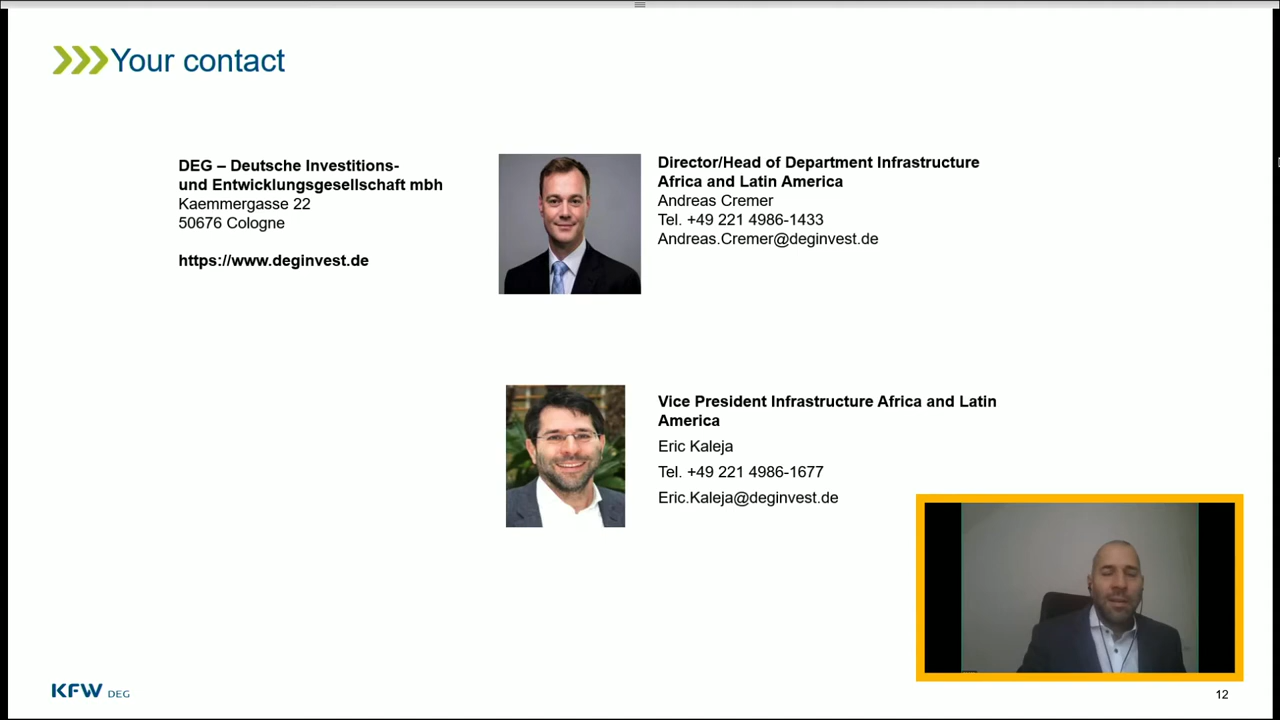 Your contact
DEG – Deutsche Investitions-
und Entwicklungsgesellschaft mbh
Kaemmergasse 22
50676 Cologne
https://www.deginvest.de
Director/Head of Department Infrastructure
Africa and Latin America
Andreas Cremer
Tel. +49 221 4986-1433
Andreas.Cremer@deginvest.de
Vice President Infrastructure Africa and Latin
America
Eric Kaleja
Tel. +49 221 4986-1677
Eric.Kaleja@deginvest.de
KFW DEG
12